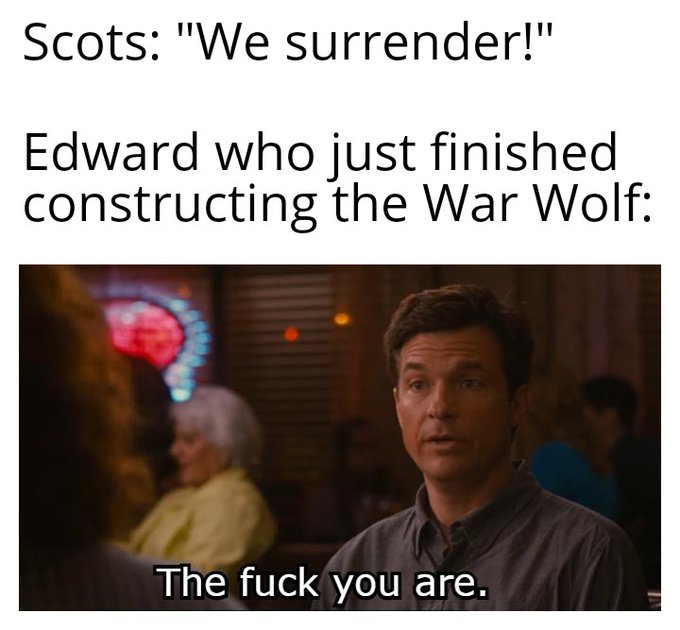 Scots: "We surrender!"
Edward who just finished
constructing the War Wolf:
The fuck you are.